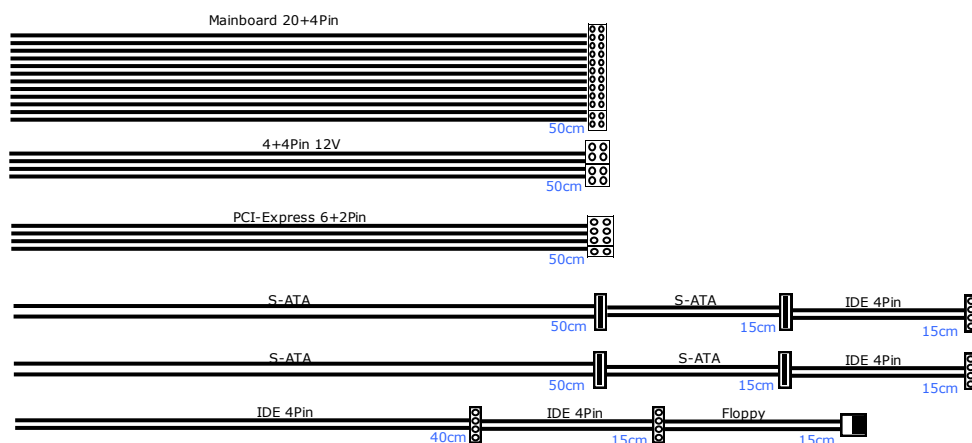 Mainboard 20+4Pin
50cm
4+4Pin 12V
50cm
PCI-Express 6+2Pin
50cm
S-ATA S-ATA IDE 4Pin
50cm 15cm 15cm
S-ATA S-ATA IDE 4Pin
50cm 15cm 15cm
IDE 4Pin IDE 4Pin Floppy
40cm 15cm 15cm